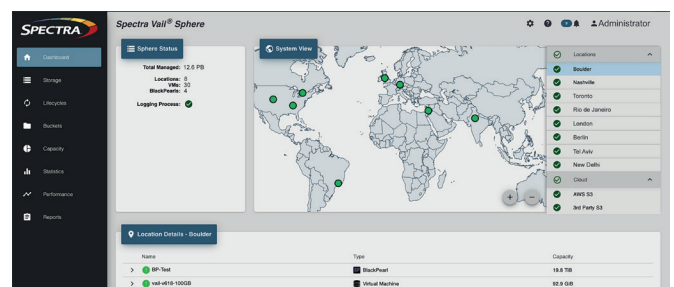 SPECTRA
Spectra Vail® Sphere
Administrator
Dashboard
Storage
Lifecycles
Buckets
Capacity
Statistics
Performance
Reports
Sphere Status
Total Managed: 12.6 PB
Locations: 8
VMs: 30
BlackPearls: 4
Logging Process:
System View
Locations
Boulder
Nashville
Toronto
Rio de Janeiro
London
Berlin
Tel Aviv
New Delhi
Cloud
AWS S3
3rd Party S3
+ −
Location Details - Boulder
Name Type Capacity
BP-Test BlackPearl 19.8 TiB
vail-v618-100GB Virtual Machine 92.9 GiB